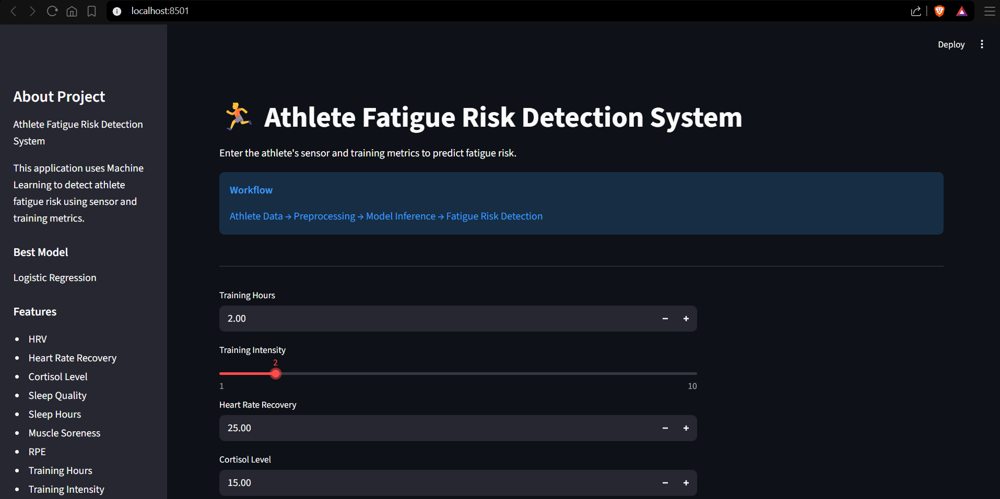 localhost:8501
Deploy
About Project
Athlete Fatigue Risk Detection
System
This application uses Machine
Learning to detect athlete
fatigue risk using sensor and
training metrics.
Best Model
Logistic Regression
Features
• HRV
• Heart Rate Recovery
• Cortisol Level
• Sleep Quality
• Sleep Hours
• Muscle Soreness
• RPE
• Training Hours
• Training Intensity
Athlete Fatigue Risk Detection System
Enter the athlete's sensor and training metrics to predict fatigue risk.
Workflow
Athlete Data → Preprocessing → Model Inference → Fatigue Risk Detection
Training Hours
2.00
Training Intensity
2
1 10
Heart Rate Recovery
25.00
Cortisol Level
15.00